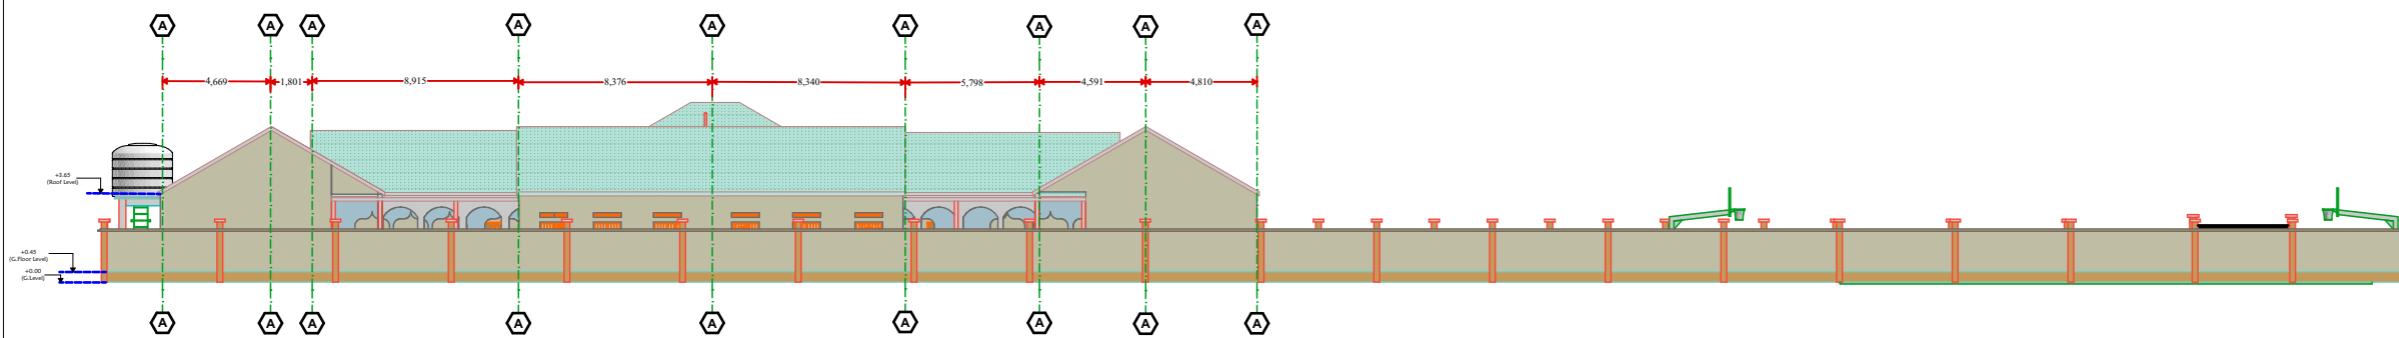 A A A A A A A A A
4,669 1,801 8,915 8,376 8,340 5,798 4,591 4,810
+3.65
(Roof Level)
+0.45
(G.Floor Level)
+0.00
(G.Level)
A A A A A A A A A